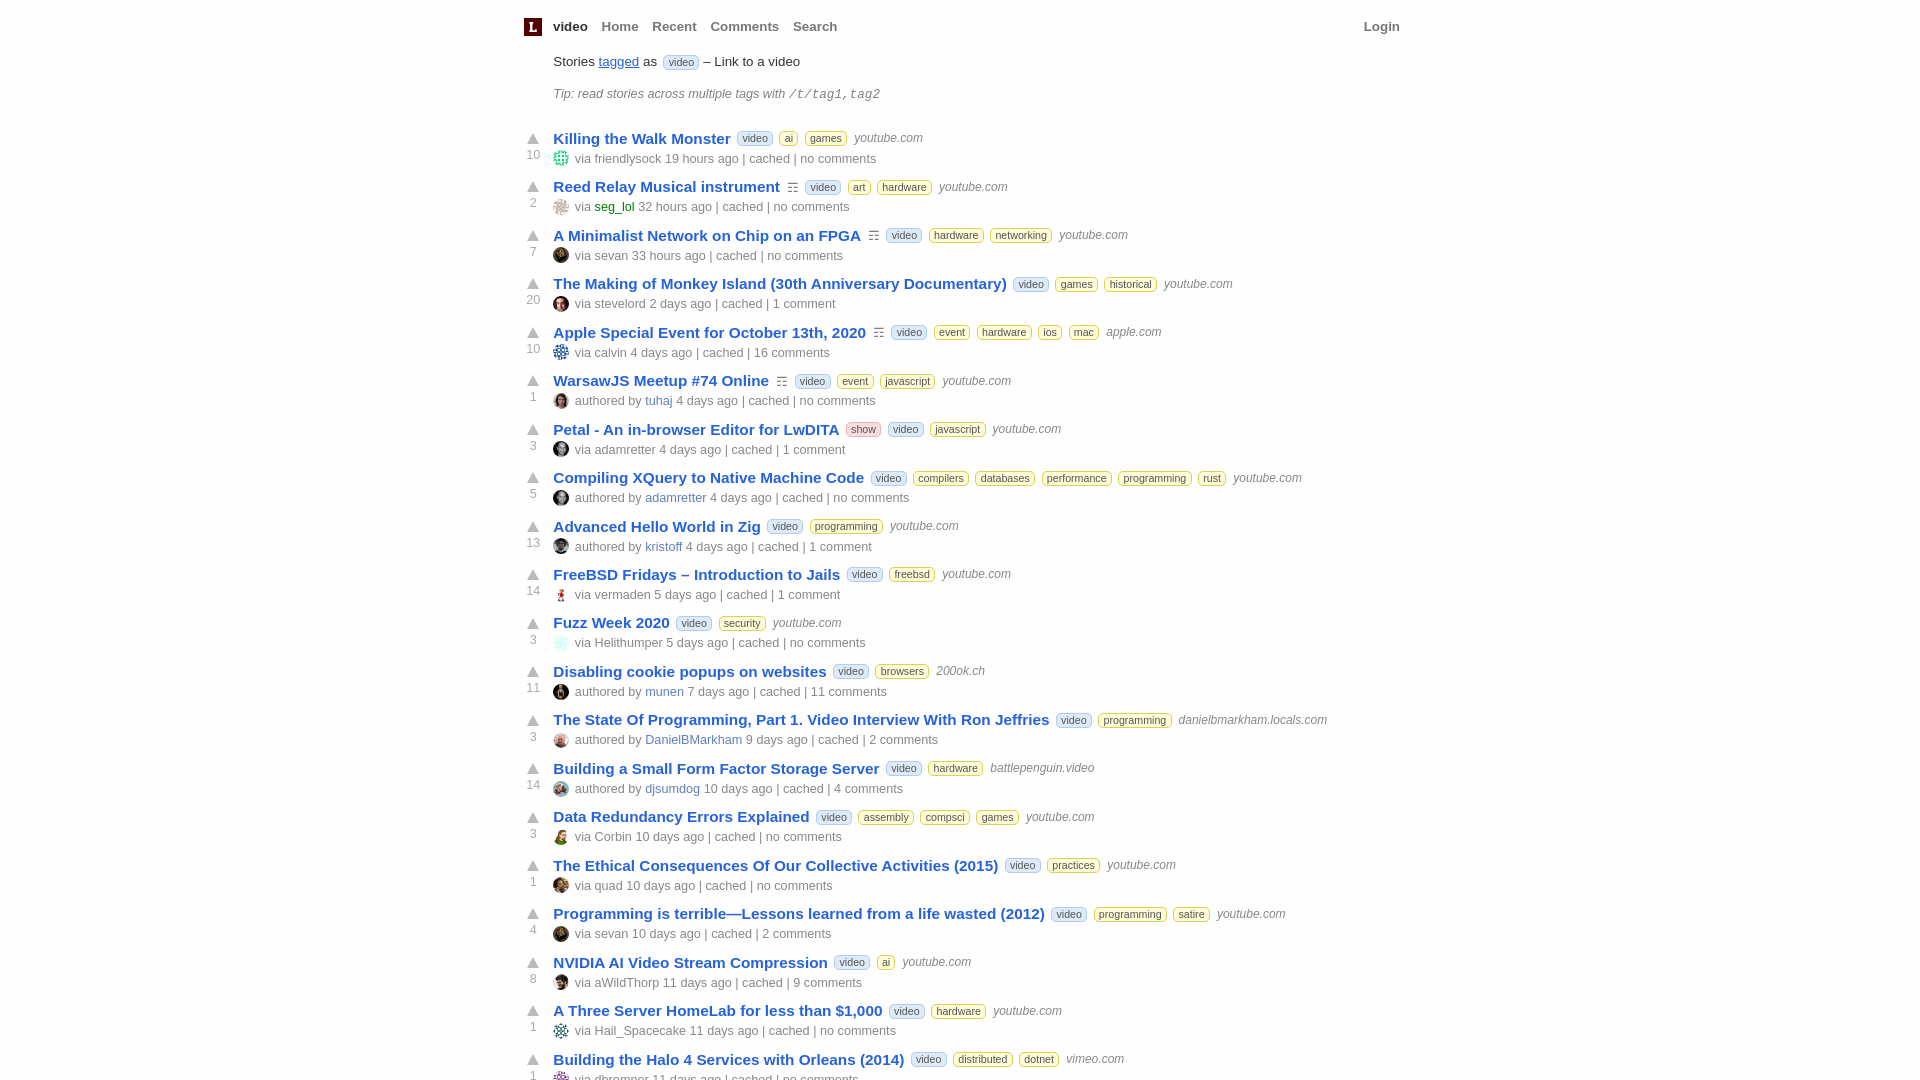 L video Home Recent Comments Search Login
Stories tagged as video – Link to a video
Tip: read stories across multiple tags with /t/tag1,tag2
Killing the Walk Monster video ai games youtube.com
10 via friendlysock 19 hours ago | cached | no comments
Reed Relay Musical instrument ☶ video art hardware youtube.com
2 via seg_lol 32 hours ago | cached | no comments
A Minimalist Network on Chip on an FPGA ☶ video hardware networking youtube.com
7 via sevan 33 hours ago | cached | no comments
The Making of Monkey Island (30th Anniversary Documentary) video games historical youtube.com
20 via stevelord 2 days ago | cached | 1 comment
Apple Special Event for October 13th, 2020 ☶ video event hardware ios mac apple.com
10 via calvin 4 days ago | cached | 16 comments
WarsawJS Meetup #74 Online ☶ video event javascript youtube.com
1 authored by tuhaj 4 days ago | cached | no comments
Petal - An in-browser Editor for LwDITA show video javascript youtube.com
3 via adamretter 4 days ago | cached | 1 comment
Compiling XQuery to Native Machine Code video compilers databases performance programming rust youtube.com
5 authored by adamretter 4 days ago | cached | no comments
Advanced Hello World in Zig video programming youtube.com
13 authored by kristoff 4 days ago | cached | 1 comment
FreeBSD Fridays – Introduction to Jails video freebsd youtube.com
14 via vermaden 5 days ago | cached | 1 comment
Fuzz Week 2020 video security youtube.com
3 via Helithumper 5 days ago | cached | no comments
Disabling cookie popups on websites video browsers 200ok.ch
11 authored by munen 7 days ago | cached | 11 comments
The State Of Programming, Part 1. Video Interview With Ron Jeffries video programming danielbmarkham.locals.com
3 authored by DanielBMarkham 9 days ago | cached | 2 comments
Building a Small Form Factor Storage Server video hardware battlepenguin.video
14 authored by djsumdog 10 days ago | cached | 4 comments
Data Redundancy Errors Explained video assembly compsci games youtube.com
3 via Corbin 10 days ago | cached | no comments
The Ethical Consequences Of Our Collective Activities (2015) video practices youtube.com
1 via quad 10 days ago | cached | no comments
Programming is terrible—Lessons learned from a life wasted (2012) video programming satire youtube.com
4 via sevan 10 days ago | cached | 2 comments
NVIDIA AI Video Stream Compression video ai youtube.com
8 via aWildThorp 11 days ago | cached | 9 comments
A Three Server HomeLab for less than $1,000 video hardware youtube.com
1 via Hail_Spacecake 11 days ago | cached | no comments
Building the Halo 4 Services with Orleans (2014) video distributed dotnet vimeo.com
1 via dbremner 11 days ago | cached | no comments